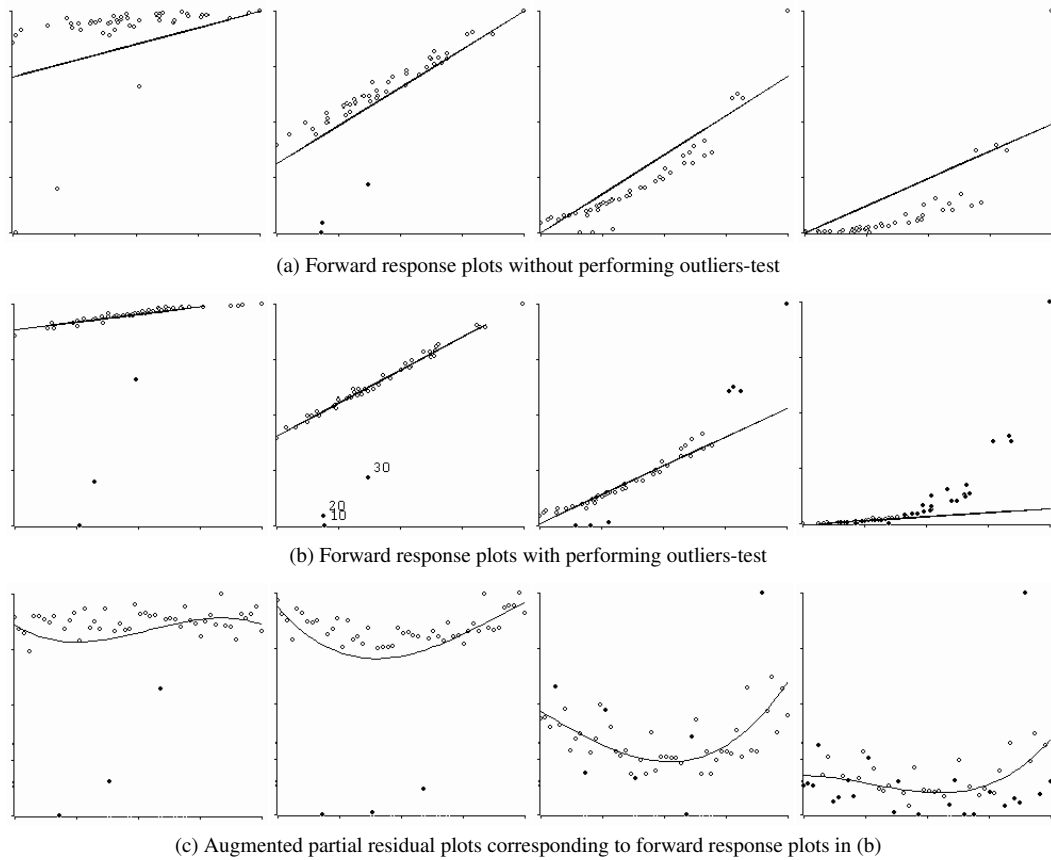 (a) Forward response plots without performing outliers-test
30
20
10
(b) Forward response plots with performing outliers-test
(c) Augmented partial residual plots corresponding to forward response plots in (b)